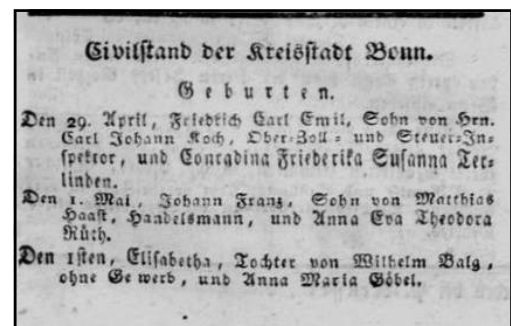 Civilstand der Kreisstadt Bonn.
Geburten.
Den 29. April, Friedrich Carl Emil, Sohn von Hrn.
Carl Johann Koch, Ober-Zoll- und Steuer-In-
spektor, und Conradina Friederika Susanna Ter-
linden.
Den 1. Mai, Johann Franz, Sohn von Matthias
Haast, Handelsmann, und Anna Eva Theodora
Rüth.
Den 1sten, Elisabetha, Tochter von Wilhelm Balg,
ohne Gewerb, und Anna Maria Göbel.